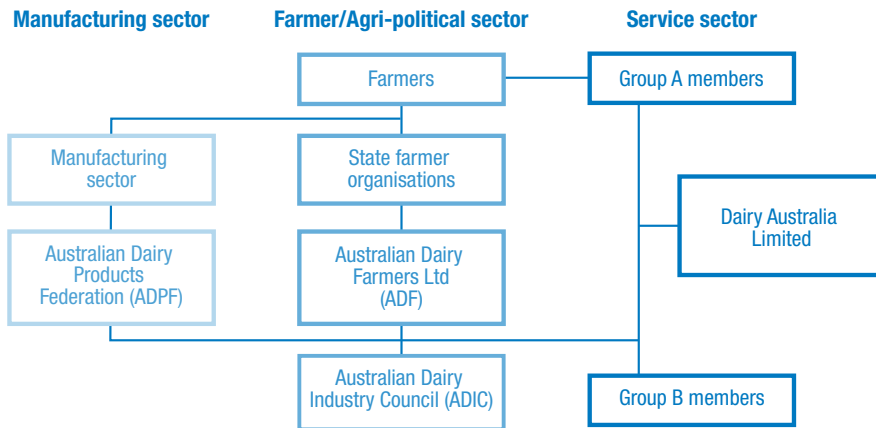 Manufacturing sector
Farmer/Agri-political sector
Service sector
Farmers
Group A members
Manufacturing
sector
State farmer
organisations
Dairy Australia
Limited
Australian Dairy
Products
Federation (ADPF)
Australian Dairy
Farmers Ltd
(ADF)
Australian Dairy
Industry Council (ADIC)
Group B members